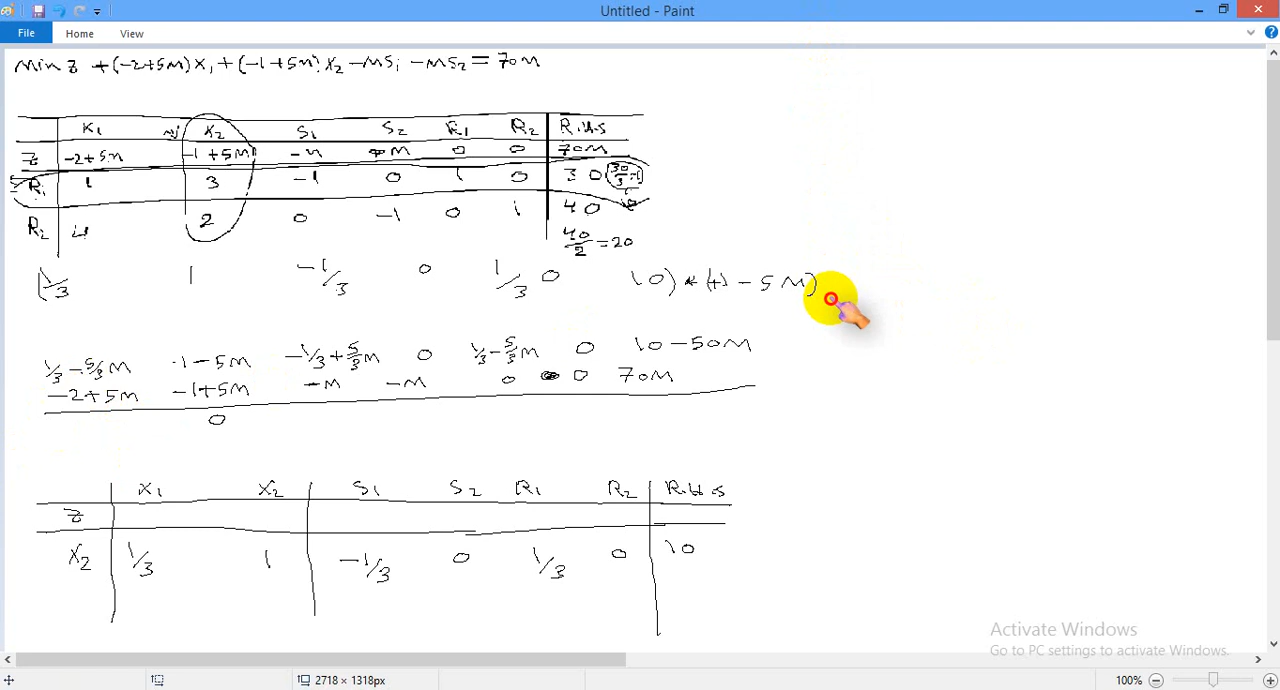 Untitled - Paint
File Home View
Min Z +(-2+5M)X1+(-1+5M)X2 -MS1 -MS2 = 70M
X1 X2 S1 S2 R1 R2 R.H.S
Z -2+5M -1+5M -M -M 0 0 70M
R1 1 3 -1 0 1 0 30 30/3
R2 4 2 0 -1 0 1 40
40/2 = 20
(1/3 1 -1/3 0 1/3 0 10) * (+1 - 5M)
1/3 - 5/3M 1 - 5M -1/3 + 5/3M 0 1/3 - 5/3M 0 10 - 50M
-2+5M -1+5M -M -M 0 0 70M
0
X1 X2 S1 S2 R1 R2 R.H.S
Z
X2 1/3 1 -1/3 0 1/3 0 10
Activate Windows
Go to PC settings to activate Windows.
2718 × 1318px 100%